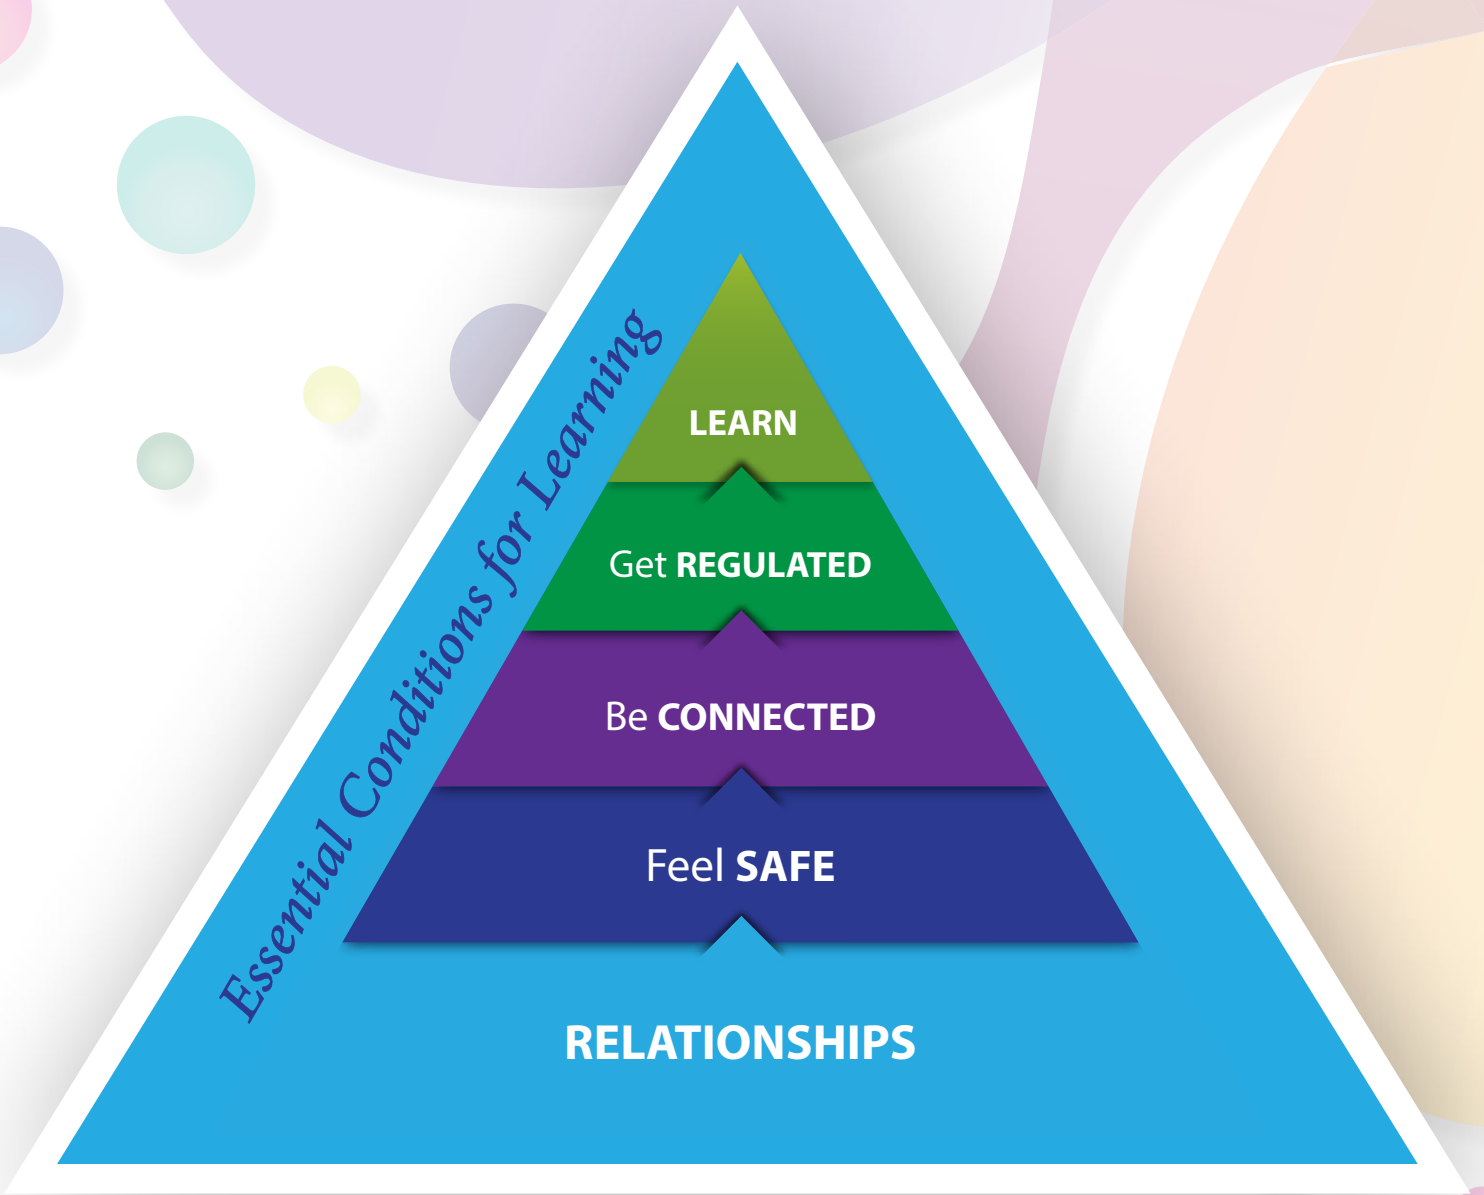 Essential Conditions for Learning
LEARN
Get REGULATED
Be CONNECTED
Feel SAFE
RELATIONSHIPS